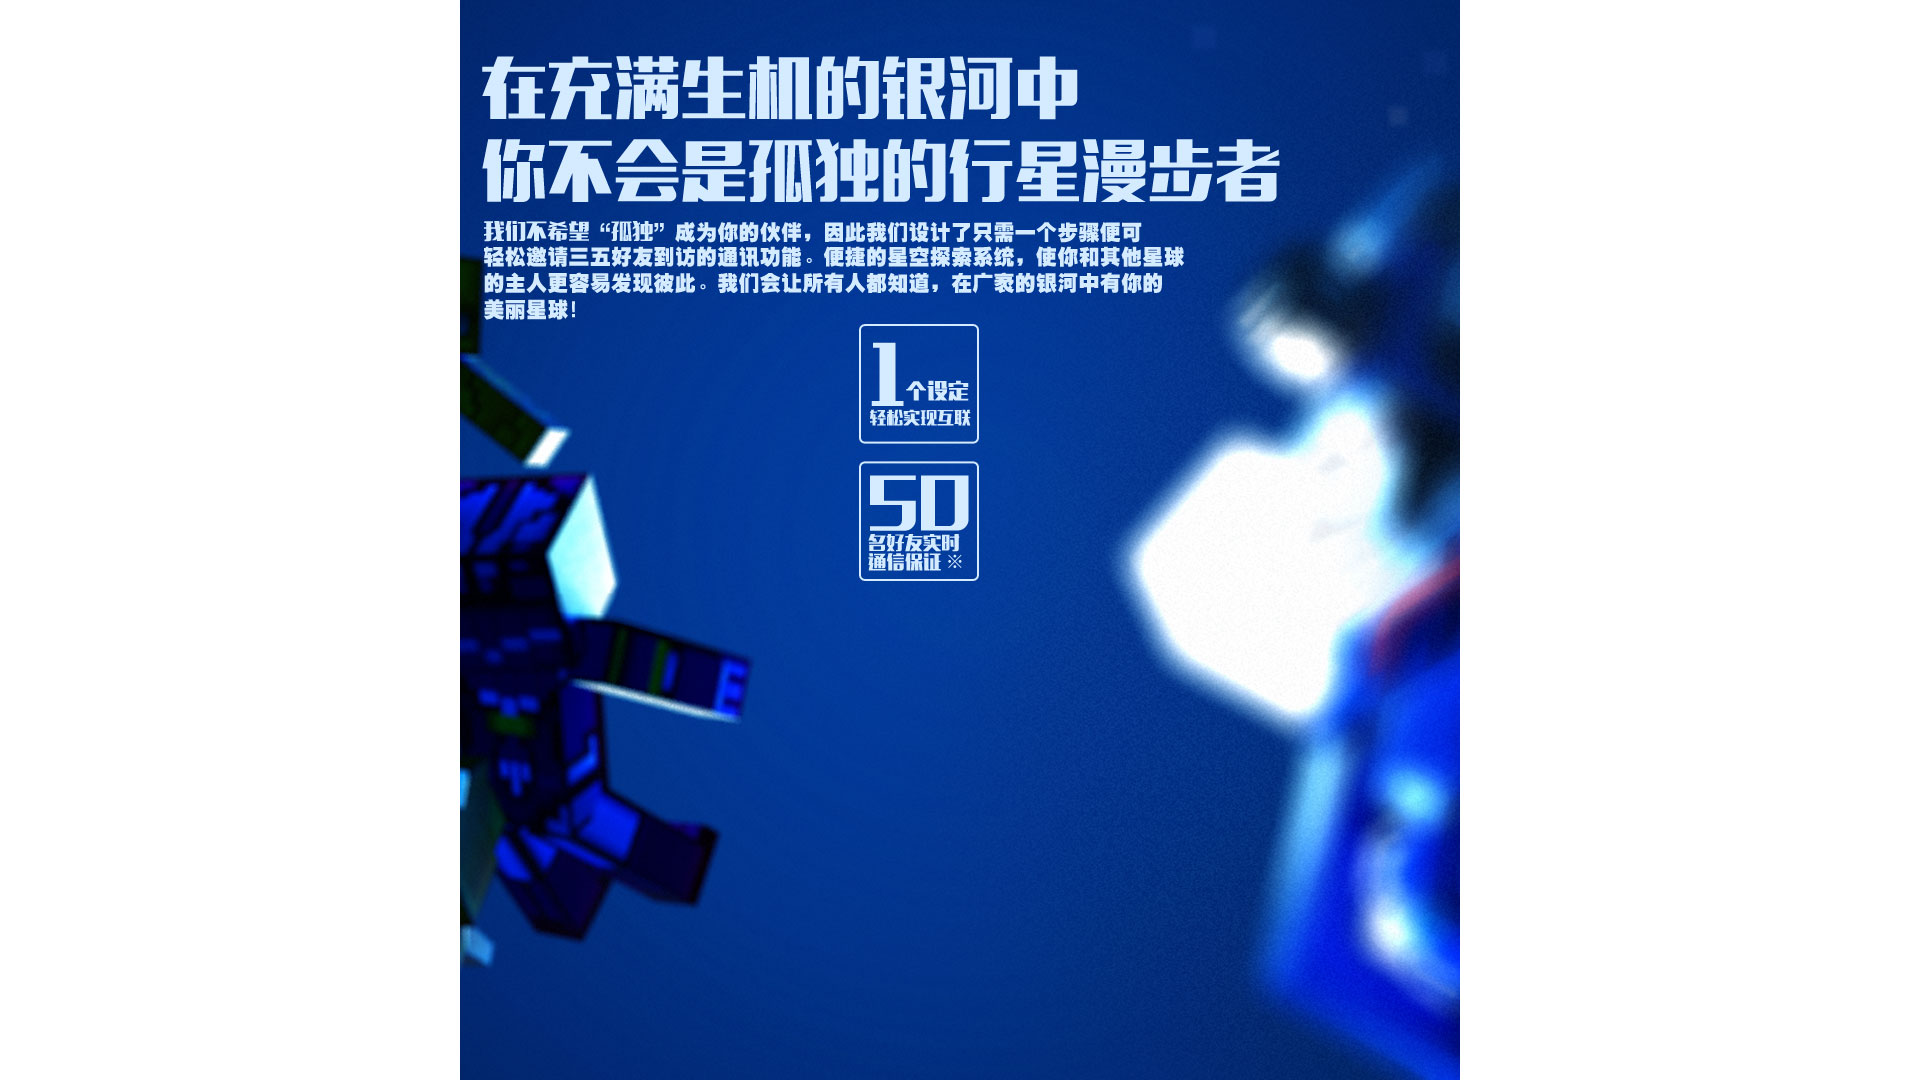 在充满生机的银河中
你不会是孤独的行星漫步者
我们不希望“孤独”成为你的伙伴，因此我们设计了只需一个步骤便可
轻松邀请三五好友到访的通讯功能。便捷的星空探索系统，使你和其他星球
的主人更容易发现彼此。我们会让所有人都知道，在广袤的银河中有你的
美丽星球！
1个设定
轻松实现互联
50
名好友实时
通信保证※